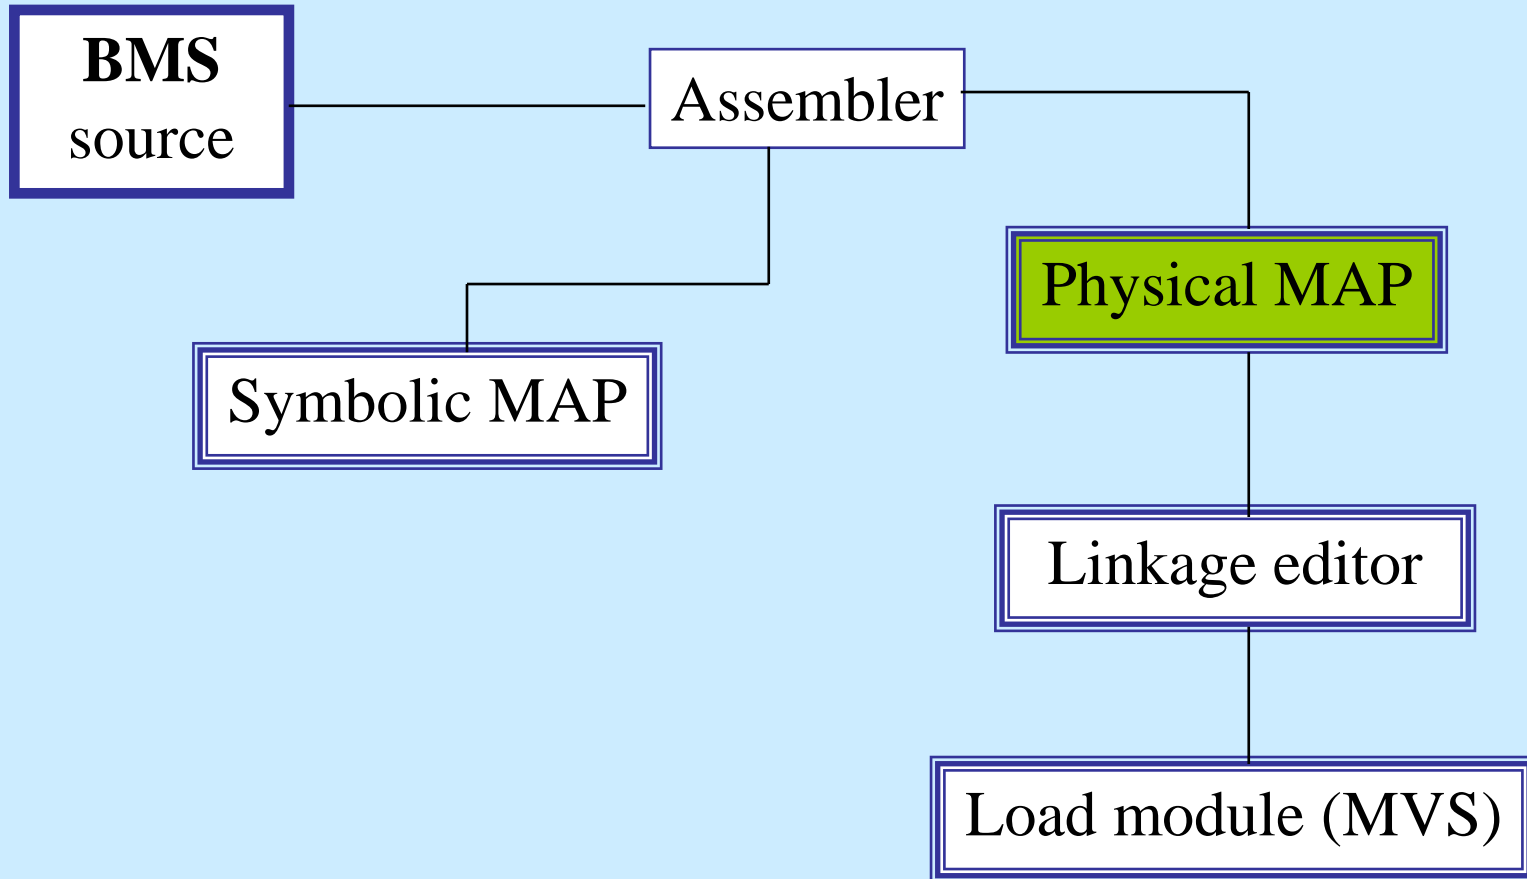 BMS
source
Assembler
Physical MAP
Symbolic MAP
Linkage editor
Load module (MVS)